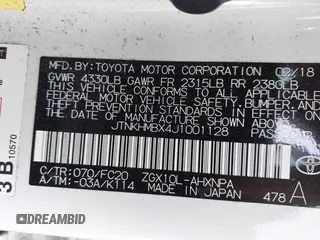 MFD.BY:TOYOTA MOTOR CORPORATION 02/18
GVWR 4330LB GAWR FR 2315LB RR 2380LB
THIS VEHICLE CONFORMS TO ALL APPLICABLE
FEDERAL MOTOR VEHICLE SAFETY, BUMPER, AND
THEFT PREVENTION STANDARDS IN EFFECT ON
THE DATE OF MANUFACTURE SHOWN ABOVE.
JTNKHMBX4J1001128
C/TR:070/FC20 ZGX10L-AHXNPA
A/TM:-03A/K114 MADE IN JAPAN 478 A
3B
10570
DREAMBID